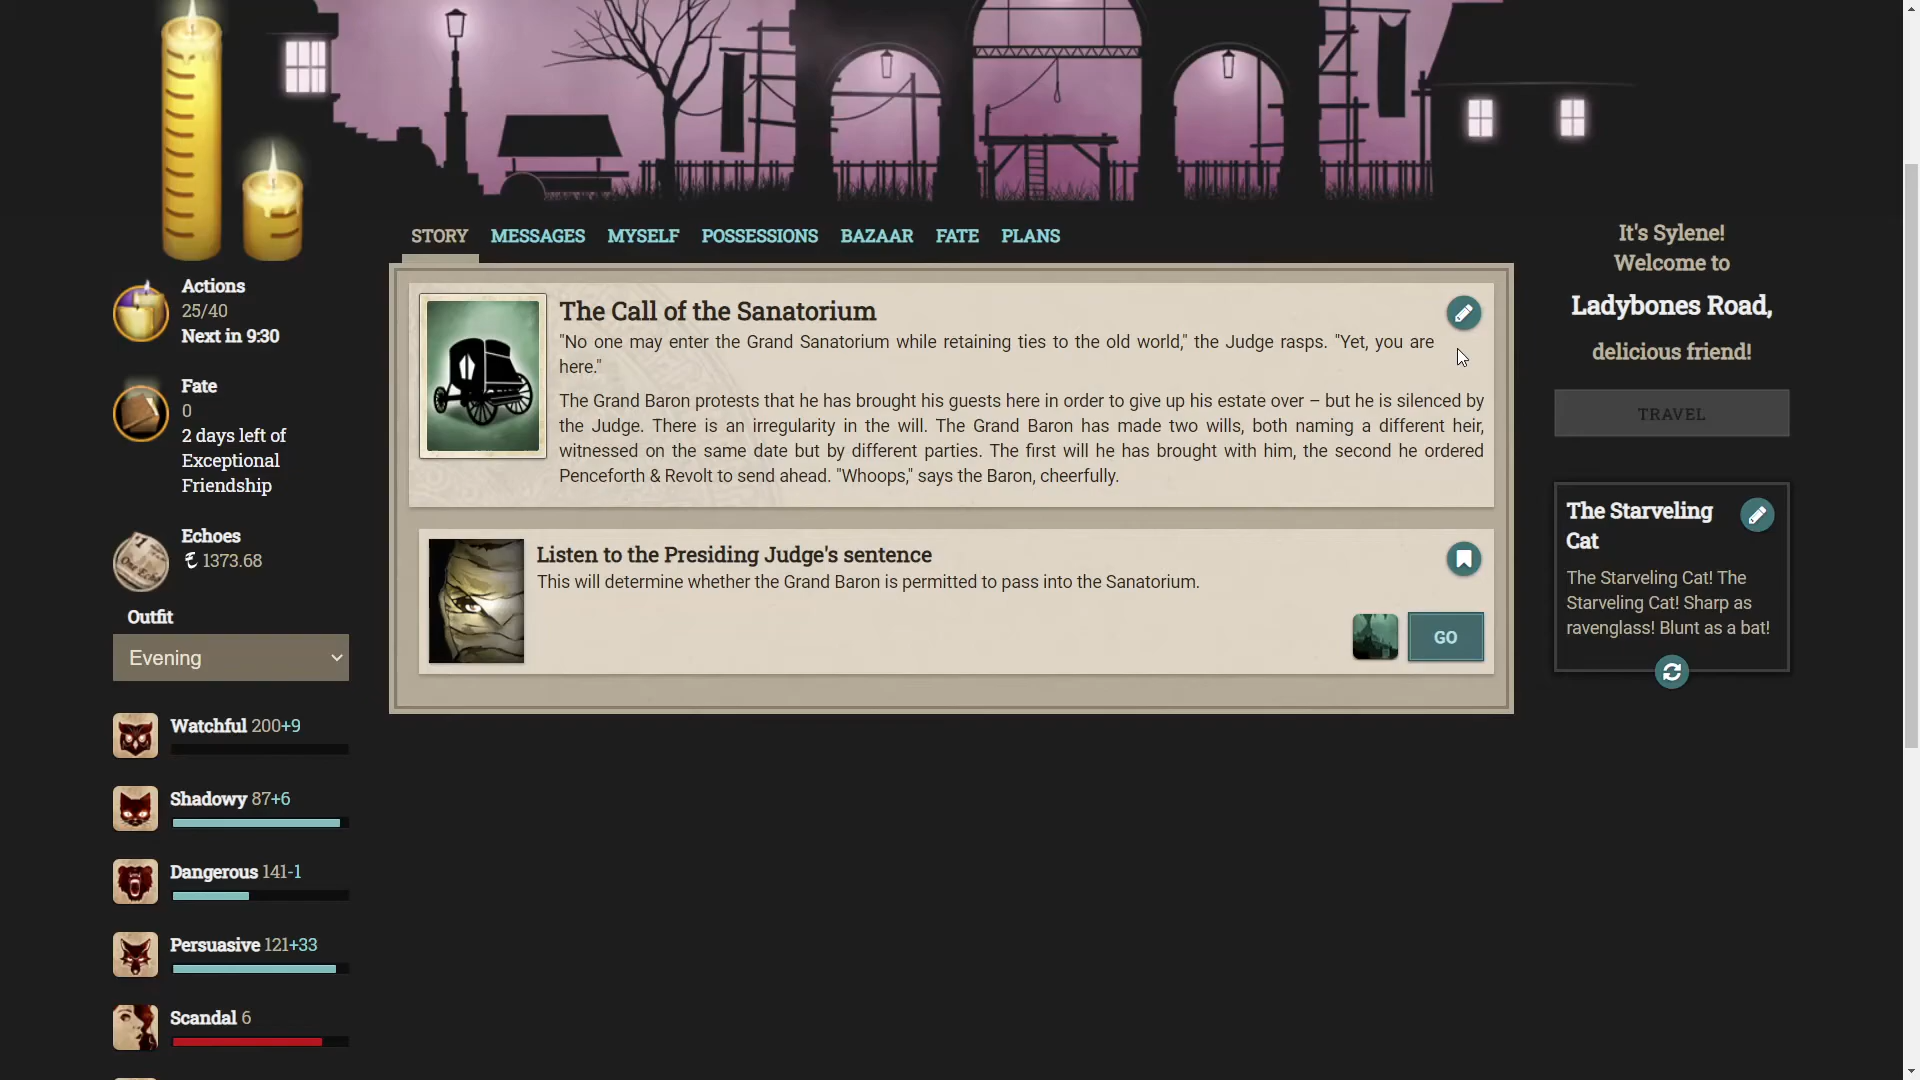 STORY MESSAGES MYSELF POSSESSIONS BAZAAR FATE PLANS
Actions
25/40
Next in 9:30
Fate
0
2 days left of
Exceptional
Friendship
Echoes
1373.68
Outfit
Evening
Watchful 200+9
Shadowy 87+6
Dangerous 141-1
Persuasive 121+33
Scandal 6
The Call of the Sanatorium
"No one may enter the Grand Sanatorium while retaining ties to the old world," the Judge rasps. "Yet, you are
here."
The Grand Baron protests that he has brought his guests here in order to give up his estate over – but he is silenced by
the Judge. There is an irregularity in the will. The Grand Baron has made two wills, both naming a different heir,
witnessed on the same date but by different parties. The first will he has brought with him, the second he ordered
Penceforth & Revolt to send ahead. "Whoops," says the Baron, cheerfully.
Listen to the Presiding Judge's sentence
This will determine whether the Grand Baron is permitted to pass into the Sanatorium.
GO
It's Sylene!
Welcome to
Ladybones Road,
delicious friend!
TRAVEL
The Starveling
Cat
The Starveling Cat! The
Starveling Cat! Sharp as
ravenglass! Blunt as a bat!